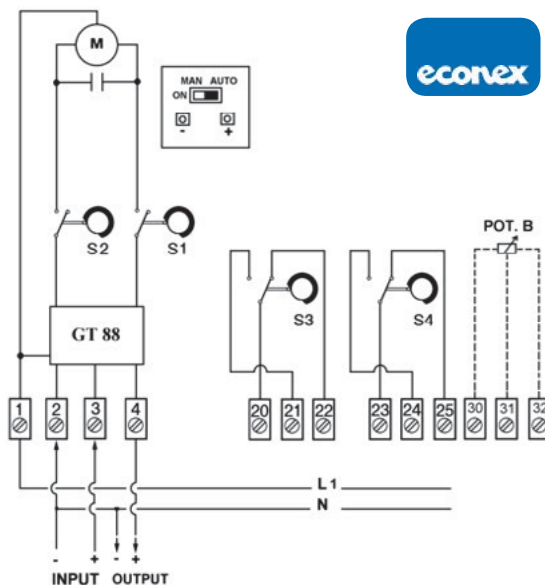 M
econex
MAN AUTO
ON
- +
S2 S1
POT. B
S3 S4
GT 88
1 2 3 4 20 21 22 23 24 25 30 31 32
L1
N
- + - +
INPUT OUTPUT